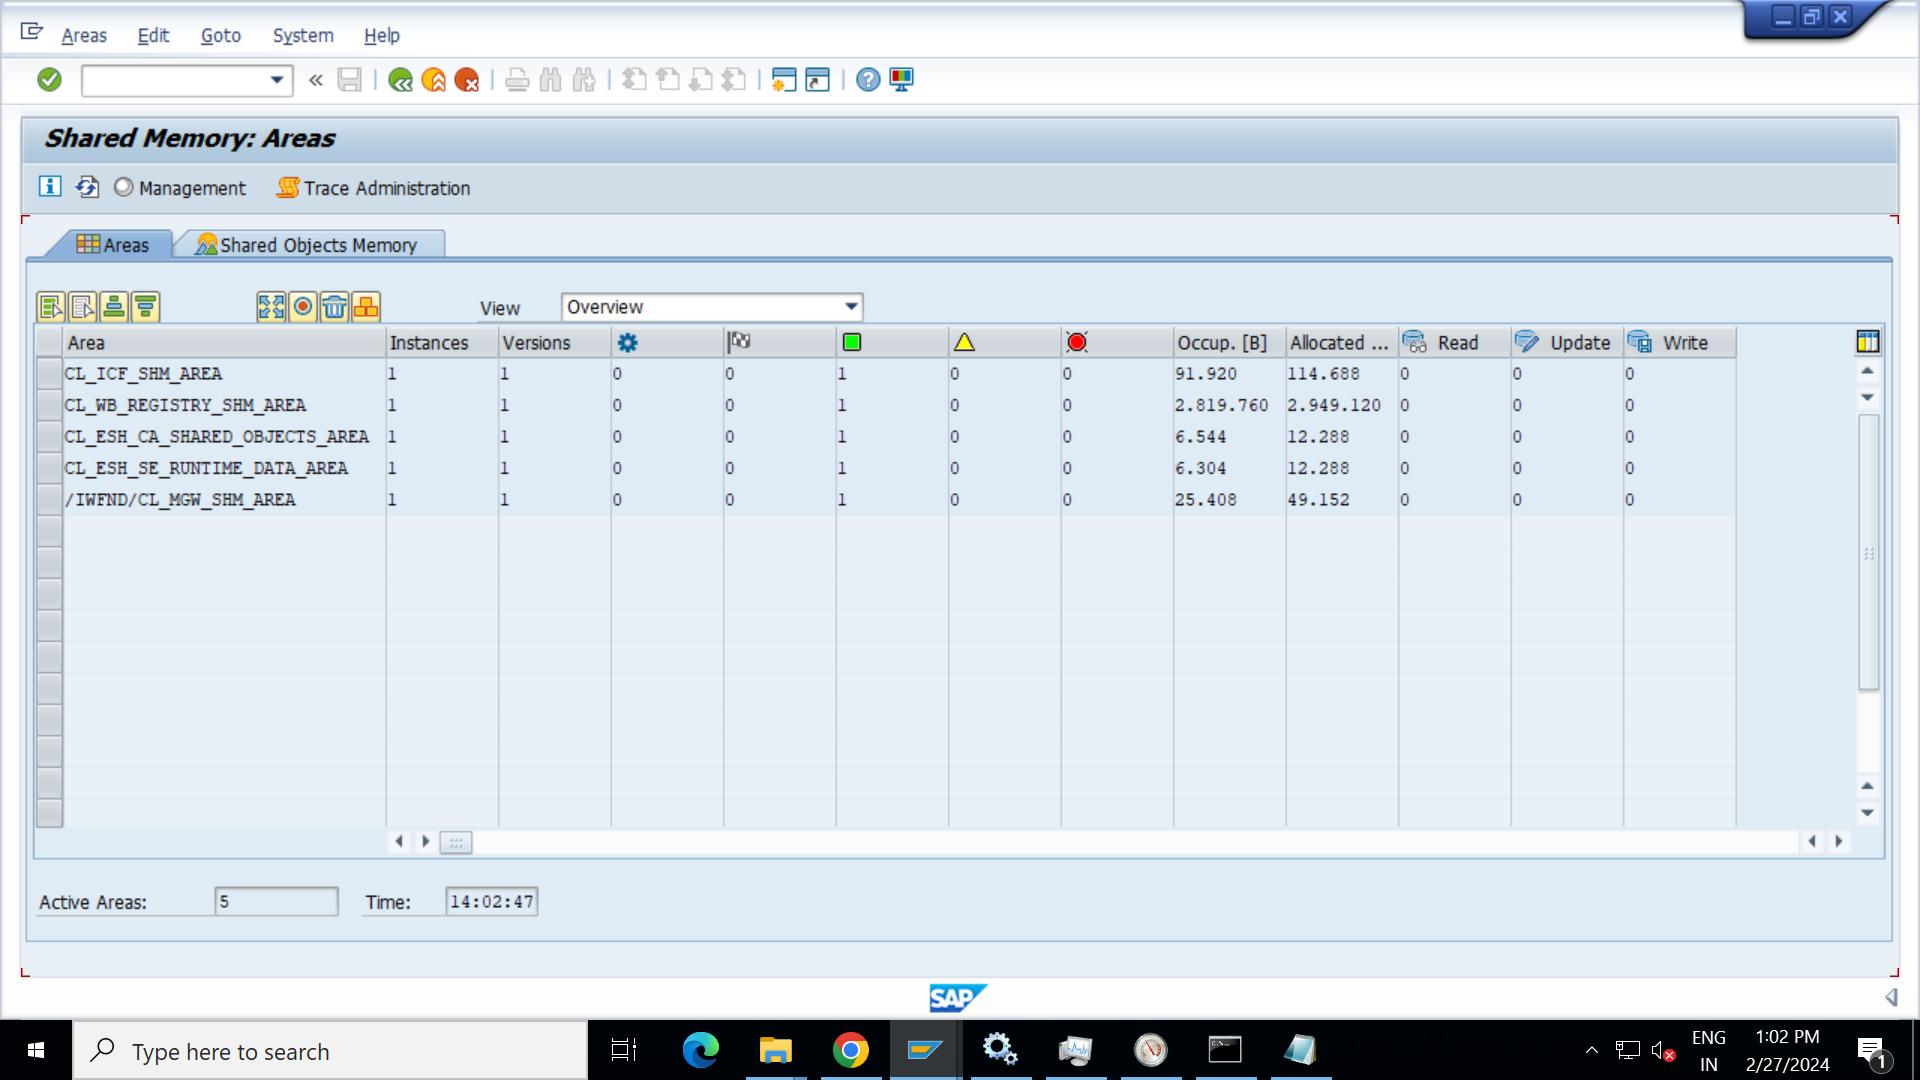 Areas Edit Goto System Help
Shared Memory: Areas
Management Trace Administration
Areas Shared Objects Memory
View Overview
Area Instances Versions Occup. [B] Allocated ... Read Update Write
CL_ICF_SHM_AREA 1 1 0 0 1 0 0 91.920 114.688 0 0 0
CL_WB_REGISTRY_SHM_AREA 1 1 0 0 1 0 0 2.819.760 2.949.120 0 0 0
CL_ESH_CA_SHARED_OBJECTS_AREA 1 1 0 0 1 0 0 6.544 12.288 0 0 0
CL_ESH_SE_RUNTIME_DATA_AREA 1 1 0 0 1 0 0 6.304 12.288 0 0 0
/IWFND/CL_MGW_SHM_AREA 1 1 0 0 1 0 0 25.408 49.152 0 0 0
Active Areas: 5 Time: 14:02:47
SAP
Type here to search
ENG
IN
1:02 PM
2/27/2024
1